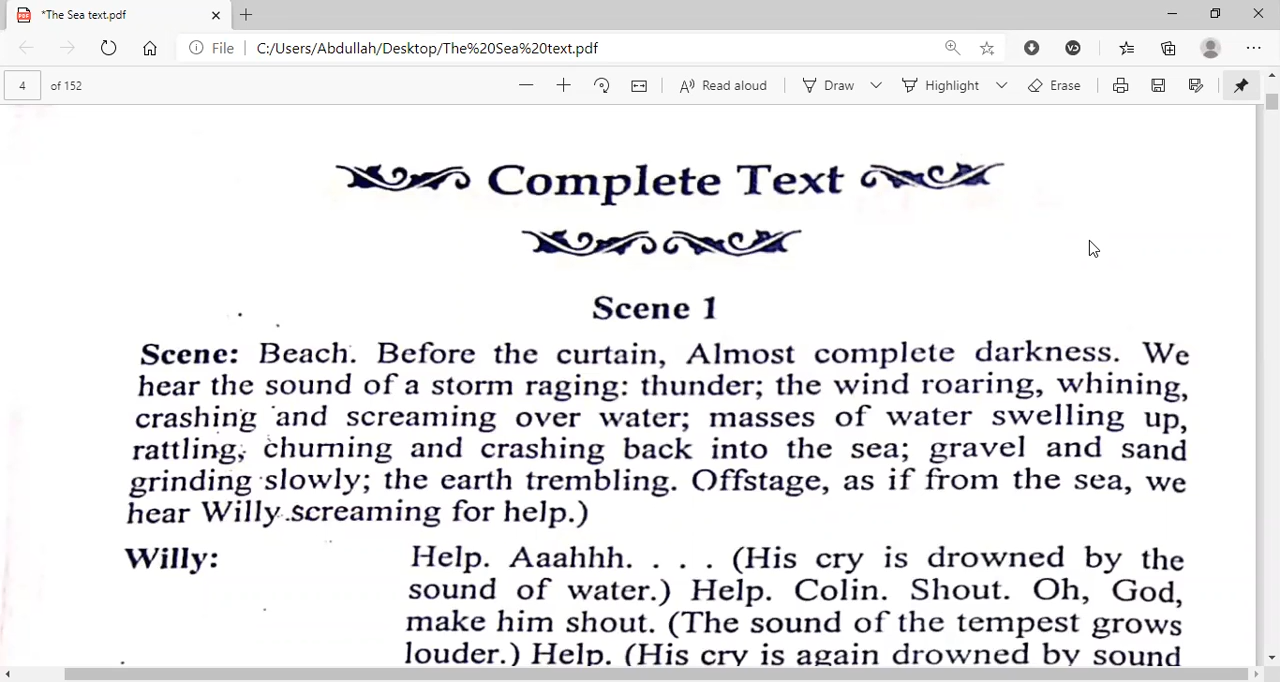 *The Sea text.pdf
File C:/Users/Abdullah/Desktop/The%20Sea%20text.pdf
4 of 152 Read aloud Draw Highlight Erase
Complete Text
Scene 1
Scene: Beach. Before the curtain, Almost complete darkness. We
hear the sound of a storm raging: thunder; the wind roaring, whining,
crashing and screaming over water; masses of water swelling up,
rattling, churning and crashing back into the sea; gravel and sand
grinding slowly; the earth trembling. Offstage, as if from the sea, we
hear Willy screaming for help.)
Willy: Help. Aaahhh. . . . (His cry is drowned by the
sound of water.) Help. Colin. Shout. Oh, God,
make him shout. (The sound of the tempest grows
louder.) Help. (His cry is again drowned by sound